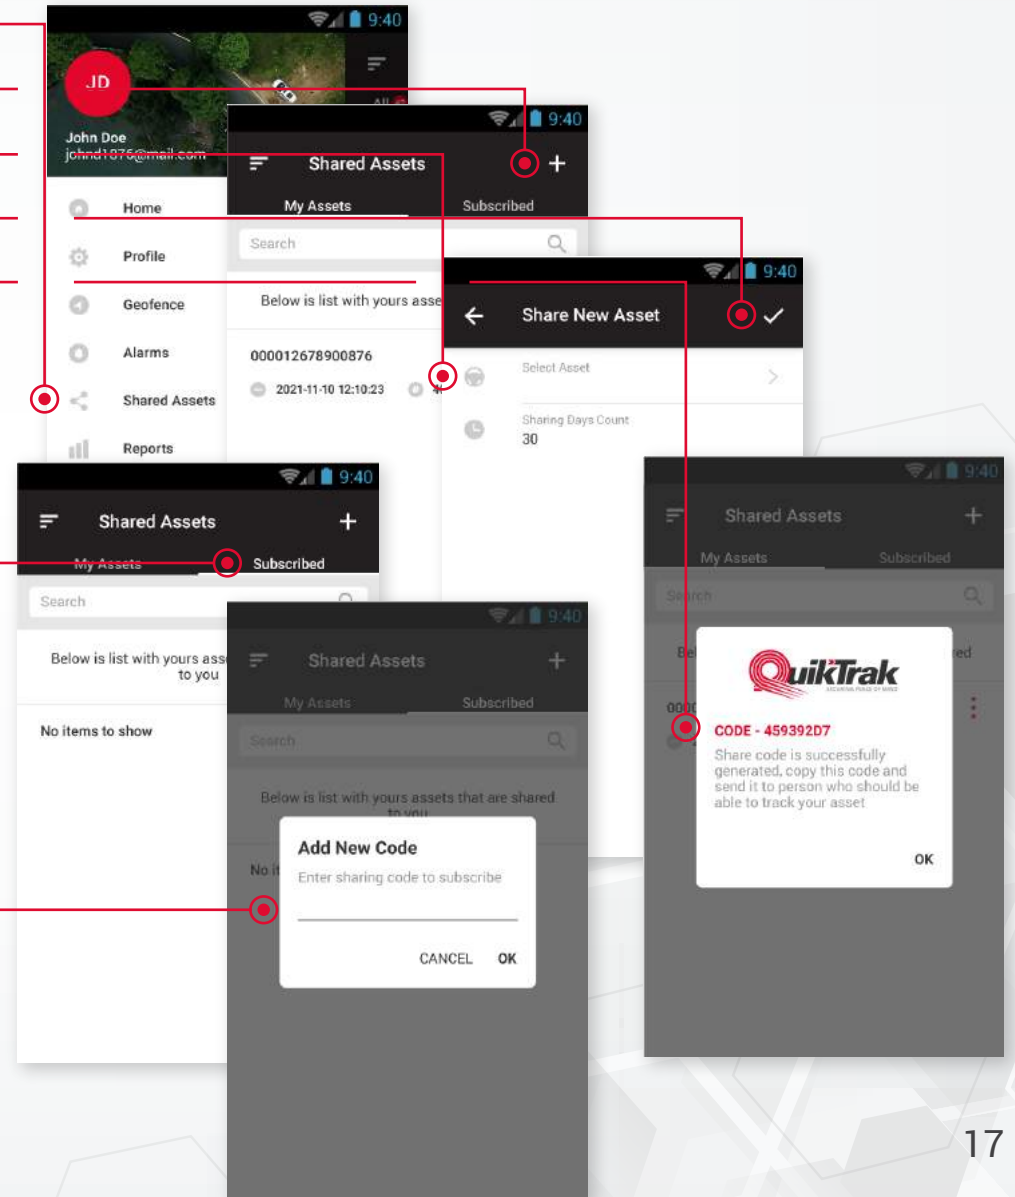 9:40
JD
All
John Doe
johnd1876@mail.com
Home
Profile
Geofence
Alarms
Shared Assets
Reports
9:40
Shared Assets
My Assets
Subscribed
Search
Below is list with yours asse
000012678900876
2021-11-10 12:10:23
9:40
Share New Asset
Select Asset
Sharing Days Count
30
9:40
Shared Assets
My Assets
Subscribed
Search
Below is list with yours ass
to you
No items to show
9:40
Shared Assets
My Assets
Subscribed
Search
Below is list with yours assets that are shared
to you
Add New Code
Enter sharing code to subscribe
CANCEL
OK
9:40
Shared Assets
My Assets
Subscribed
Search
QuikTrak
CODE - 459392D7
Share code is successfully
generated, copy this code and
send it to person who should be
able to track your asset
OK
17